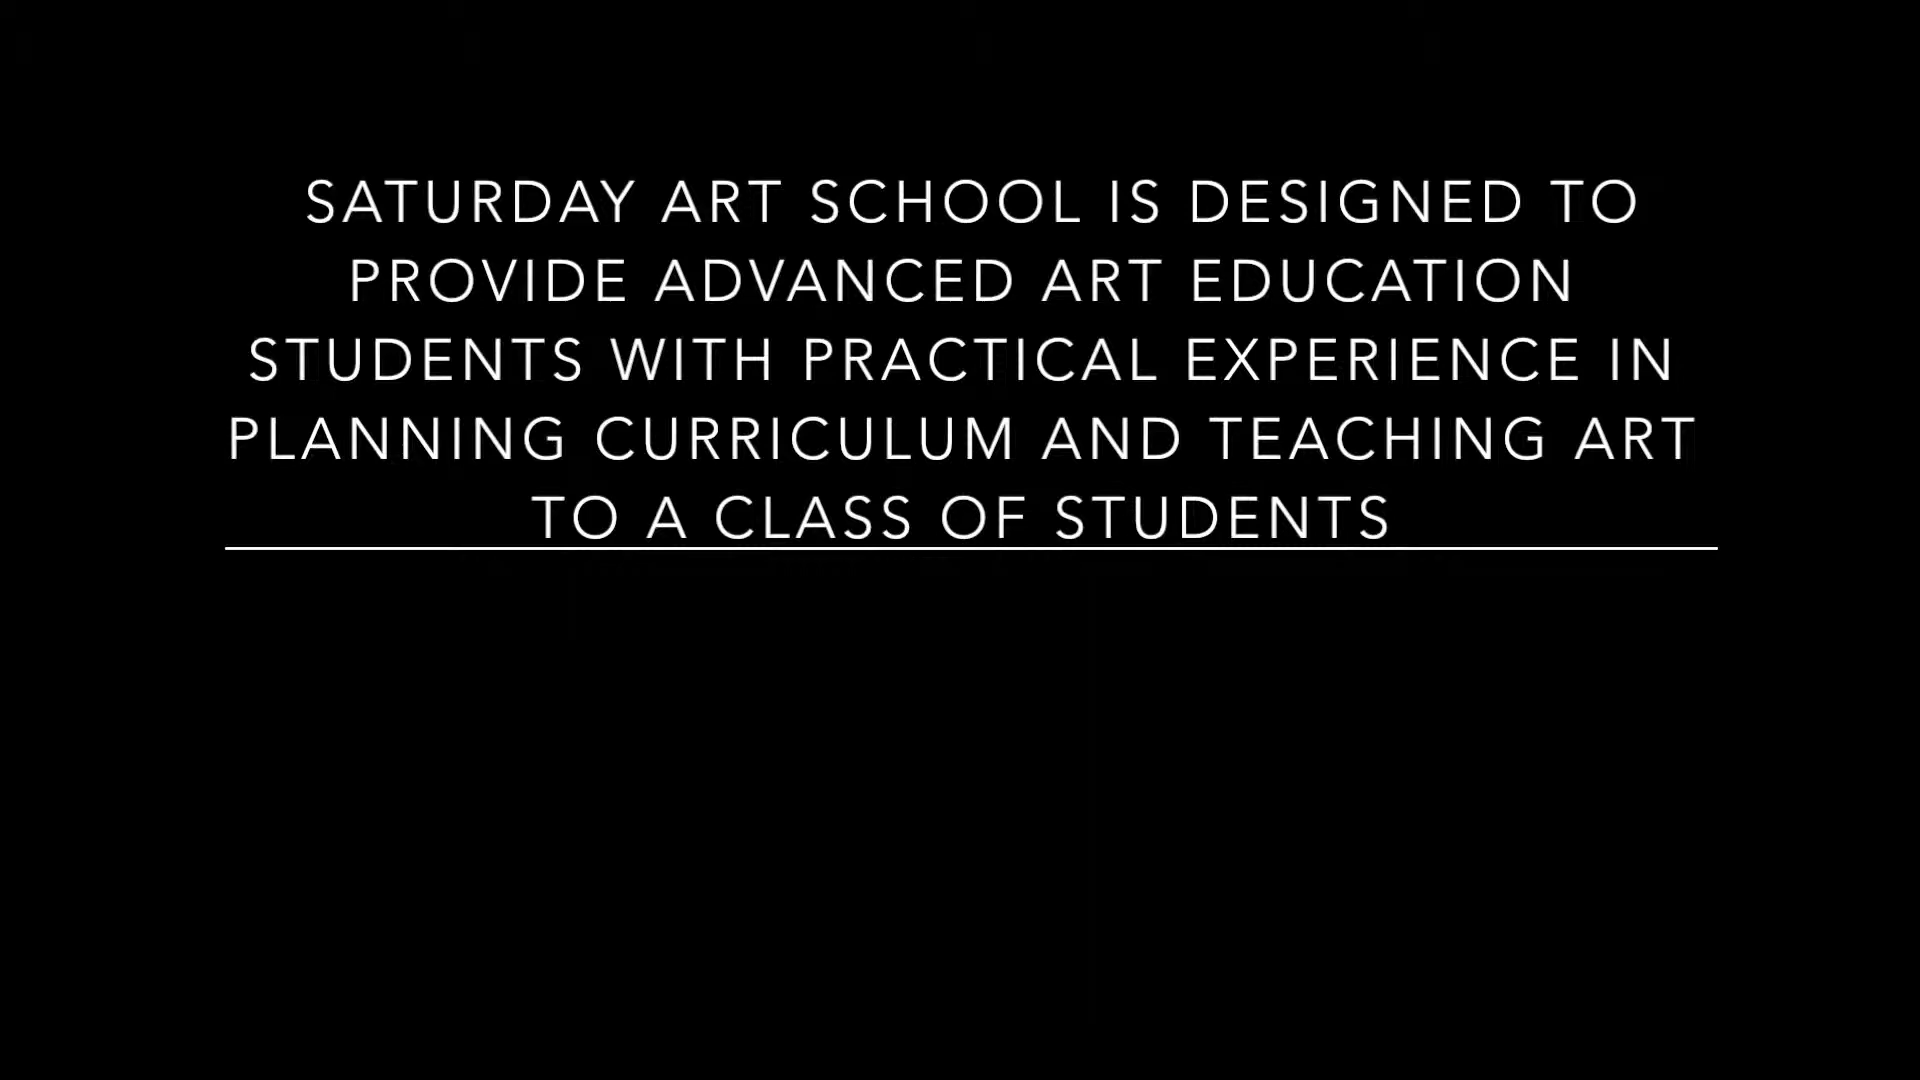 SATURDAY ART SCHOOL IS DESIGNED TO
PROVIDE ADVANCED ART EDUCATION
STUDENTS WITH PRACTICAL EXPERIENCE IN
PLANNING CURRICULUM AND TEACHING ART
TO A CLASS OF STUDENTS